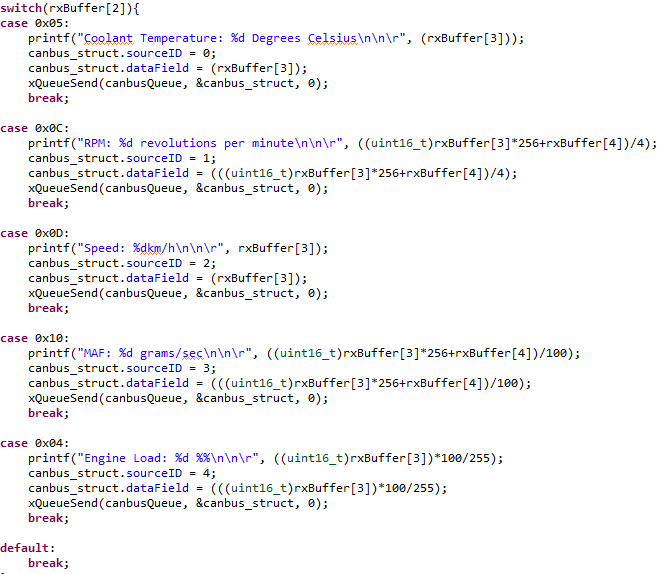 switch(rxBuffer[2]){
case 0x05:
    printf("Coolant Temperature: %d Degrees Celsius\n\n\r", (rxBuffer[3]));
    canbus_struct.sourceID = 0;
    canbus_struct.dataField = (rxBuffer[3]);
    xQueueSend(canbusQueue, &canbus_struct, 0);
    break;

case 0x0C:
    printf("RPM: %d revolutions per minute\n\n\r", ((uint16_t)rxBuffer[3]*256+rxBuffer[4])/4);
    canbus_struct.sourceID = 1;
    canbus_struct.dataField = (((uint16_t)rxBuffer[3]*256+rxBuffer[4])/4);
    xQueueSend(canbusQueue, &canbus_struct, 0);
    break;

case 0x0D:
    printf("Speed: %dkm/h\n\n\r", rxBuffer[3]);
    canbus_struct.sourceID = 2;
    canbus_struct.dataField = (rxBuffer[3]);
    xQueueSend(canbusQueue, &canbus_struct, 0);
    break;

case 0x10:
    printf("MAF: %d grams/sec\n\n\r", ((uint16_t)rxBuffer[3]*256+rxBuffer[4])/100);
    canbus_struct.sourceID = 3;
    canbus_struct.dataField = (((uint16_t)rxBuffer[3]*256+rxBuffer[4])/100);
    xQueueSend(canbusQueue, &canbus_struct, 0);
    break;

case 0x04:
    printf("Engine Load: %d %%\n\n\r", ((uint16_t)rxBuffer[3])*100/255);
    canbus_struct.sourceID = 4;
    canbus_struct.dataField = (((uint16_t)rxBuffer[3])*100/255);
    xQueueSend(canbusQueue, &canbus_struct, 0);
    break;

default:
    break;